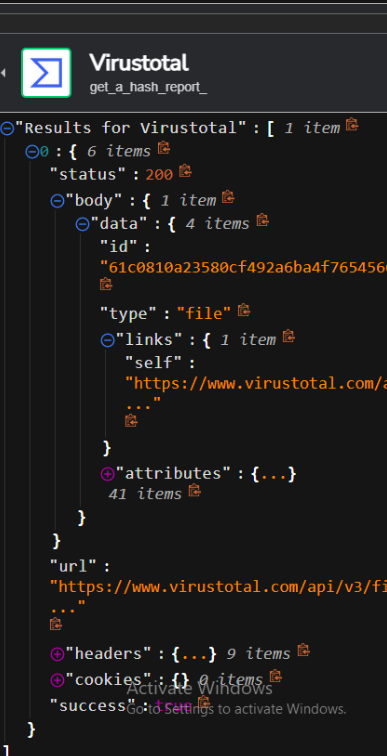 Virustotal
get_a_hash_report_
"Results for Virustotal" : [ 1 item
0 : { 6 items
"status" : 200
"body" : { 1 item
"data" : { 4 items
"id" :
"61c0810a23580cf492a6ba4f765456
"type" : "file"
"links" : { 1 item
"self" :
"https://www.virustotal.com/a
..."
}
"attributes" : {...}
41 items
}
}
"url" :
"https://www.virustotal.com/api/v3/fi
..."
"headers" : {...} 9 items
"cookies" : {} 0 items
Activate Windows
"success" : true
Go to Settings to activate Windows.
}
]